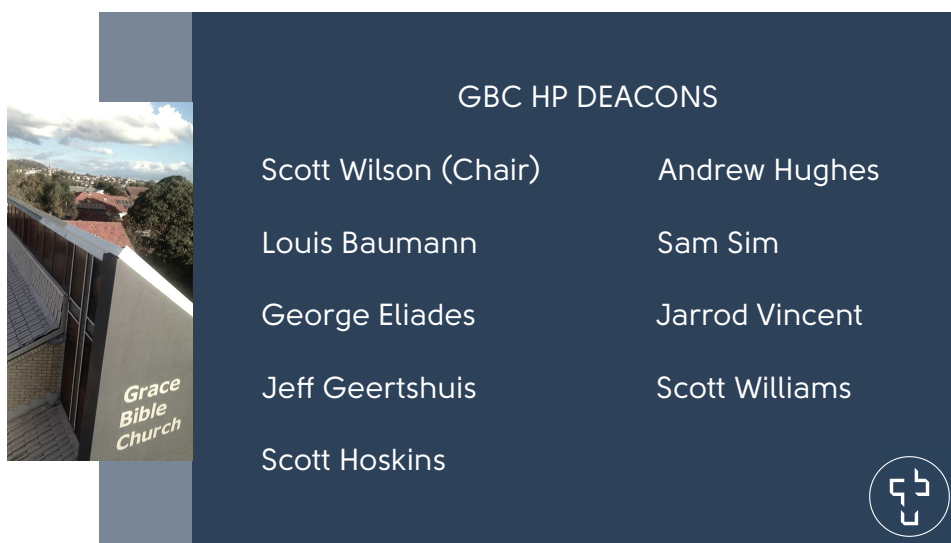 GBC HP DEACONS
Scott Wilson (Chair)
Louis Baumann
George Eliades
Jeff Geertshuis
Scott Hoskins
Andrew Hughes
Sam Sim
Jarrod Vincent
Scott Williams
Grace
Bible
Church